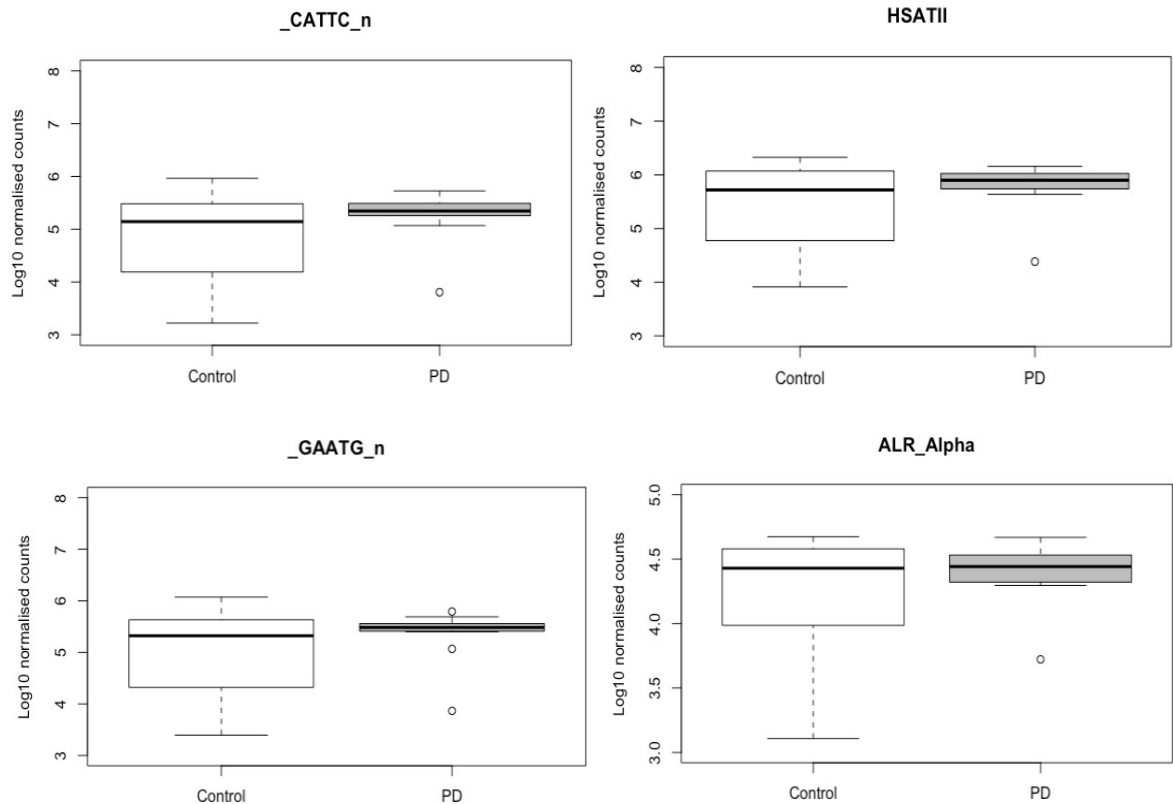 _CATTC_n
Log10 normalised counts
8
7
6
5
4
3
Control PD
HSATII
Log10 normalised counts
8
7
6
5
4
3
Control PD
_GAATG_n
Log10 normalised counts
8
7
6
5
4
3
Control PD
ALR_Alpha
Log10 normalised counts
5.0
4.5
4.0
3.5
3.0
Control PD